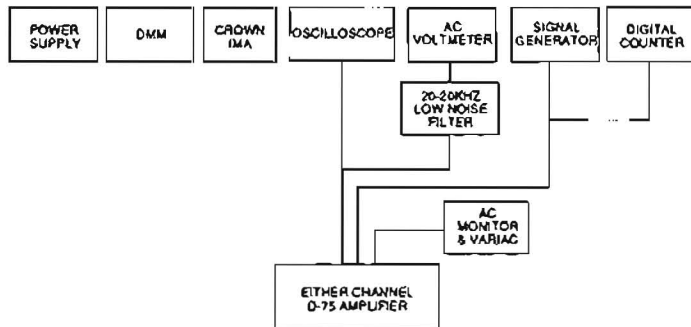 POWER
SUPPLY
DMM
CROWN
IMA
OSCILLOSCOPE
AC
VOLTMETER
SIGNAL
GENERATOR
DIGITAL
COUNTER
20-20KHZ
LOW NOISE
FILTER
AC
MONITOR
& VARIAC
EITHER CHANNEL
D-75 AMPLIFIER